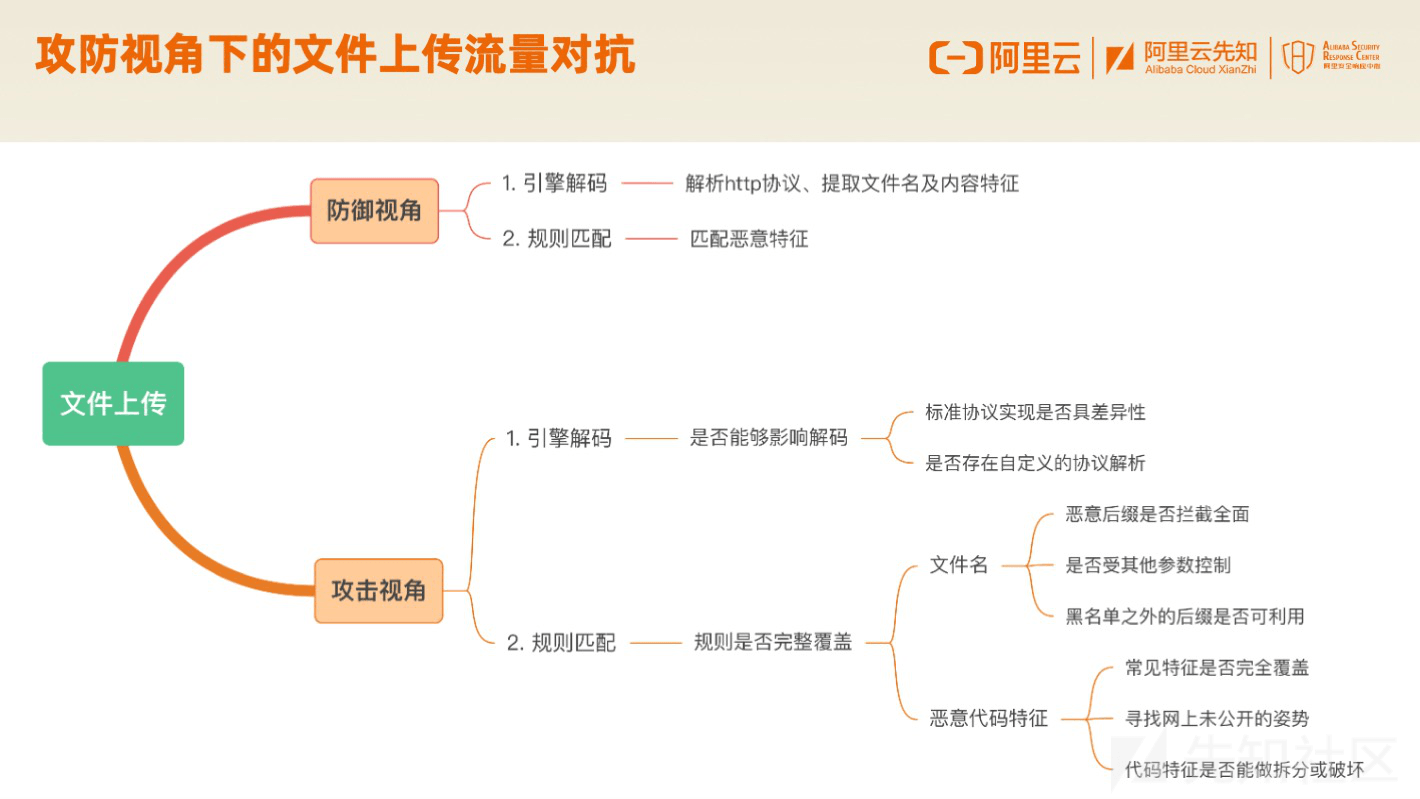 攻防视角下的文件上传流量对抗
阿里云
阿里云先知
Alibaba Cloud XianZhi
ALIBABA SECURITY
RESPONSE CENTER
阿里安全响应中心
防御视角
1. 引擎解码
解析http协议、提取文件名及内容特征
2. 规则匹配
匹配恶意特征
文件上传
攻击视角
1. 引擎解码
是否能够影响解码
标准协议实现是否具差异性
是否存在自定义的协议解析
2. 规则匹配
规则是否完整覆盖
文件名
恶意后缀是否拦截全面
是否受其他参数控制
黑名单之外的后缀是否可利用
恶意代码特征
常见特征是否完全覆盖
寻找网上未公开的姿势
代码特征是否能做拆分或破坏
先知社区